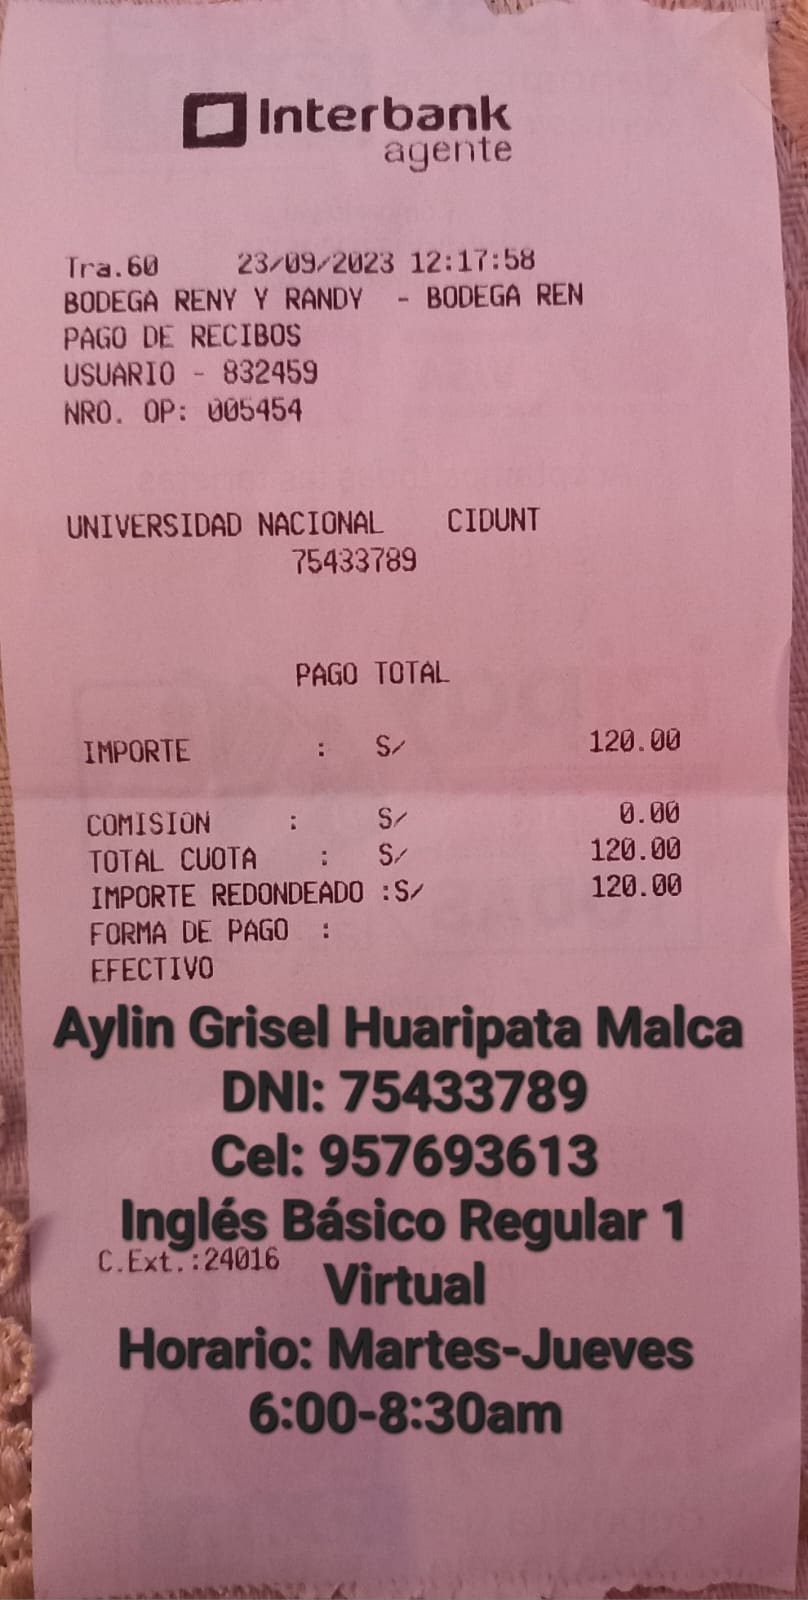 Interbank
agente
Tra.60 23/09/2023 12:17:58
BODEGA RENY Y RANDY - BODEGA REN
PAGO DE RECIBOS
USUARIO - 832459
NRO. OP: 005454
UNIVERSIDAD NACIONAL CIDUNT
75433789
PAGO TOTAL
IMPORTE : S/ 120.00
COMISION : S/ 0.00
TOTAL CUOTA : S/ 120.00
IMPORTE REDONDEADO :S/ 120.00
FORMA DE PAGO :
EFECTIVO
Aylin Grisel Huaripata Malca
DNI: 75433789
Cel: 957693613
Inglés Básico Regular 1
C.Ext.:24016
Virtual
Horario: Martes-Jueves
6:00-8:30am